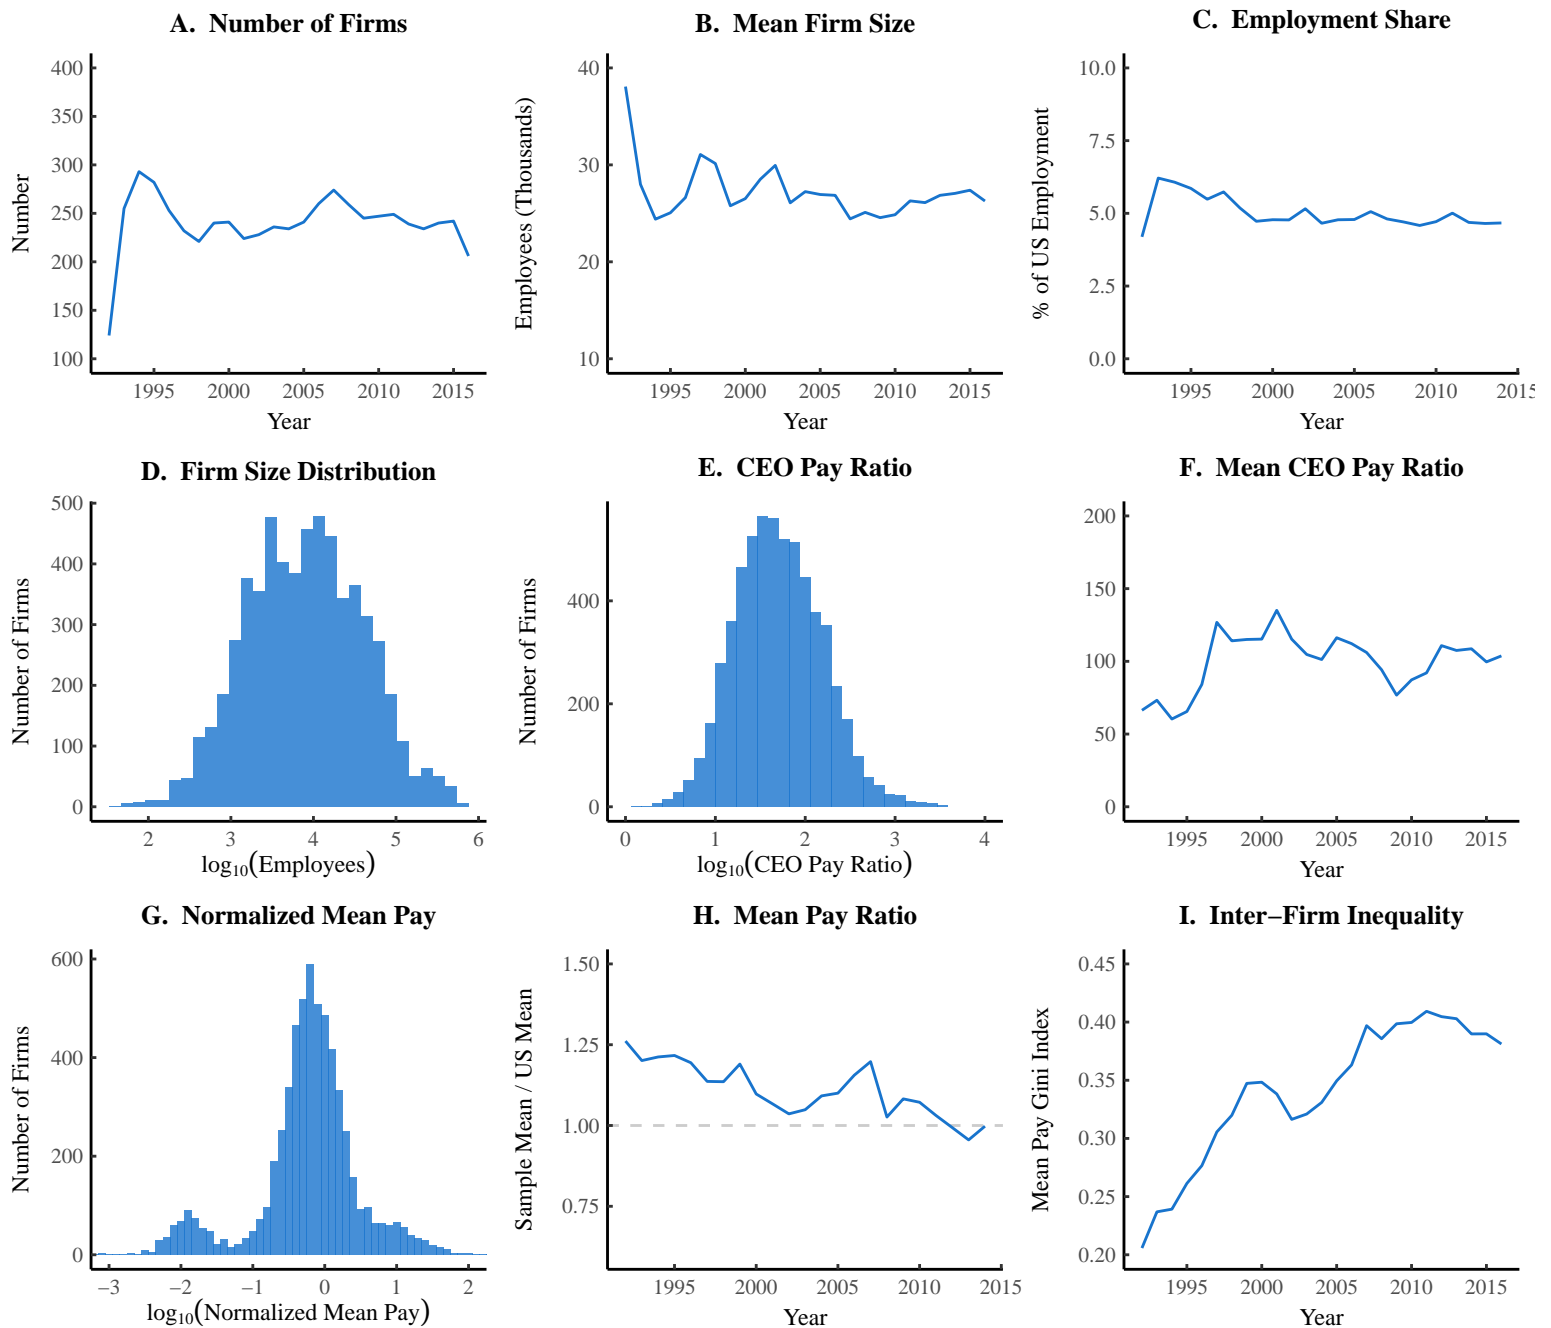 A. Number of Firms
400
350
300
250
200
150
100
Number
1995 2000 2005 2010 2015
Year
B. Mean Firm Size
40
30
20
10
Employees (Thousands)
1995 2000 2005 2010 2015
Year
C. Employment Share
10.0
7.5
5.0
2.5
0.0
% of US Employment
1995 2000 2005 2010 2015
Year
D. Firm Size Distribution
500
400
300
200
100
0
Number of Firms
2 3 4 5 6
log₁₀(Employees)
E. CEO Pay Ratio
400
200
0
Number of Firms
0 1 2 3 4
log₁₀(CEO Pay Ratio)
F. Mean CEO Pay Ratio
200
150
100
50
0
1995 2000 2005 2010 2015
Year
G. Normalized Mean Pay
600
400
200
0
Number of Firms
−3 −2 −1 0 1 2
log₁₀(Normalized Mean Pay)
H. Mean Pay Ratio
1.50
1.25
1.00
0.75
Sample Mean / US Mean
1995 2000 2005 2010 2015
Year
I. Inter−Firm Inequality
0.45
0.40
0.35
0.30
0.25
0.20
Mean Pay Gini Index
1995 2000 2005 2010 2015
Year